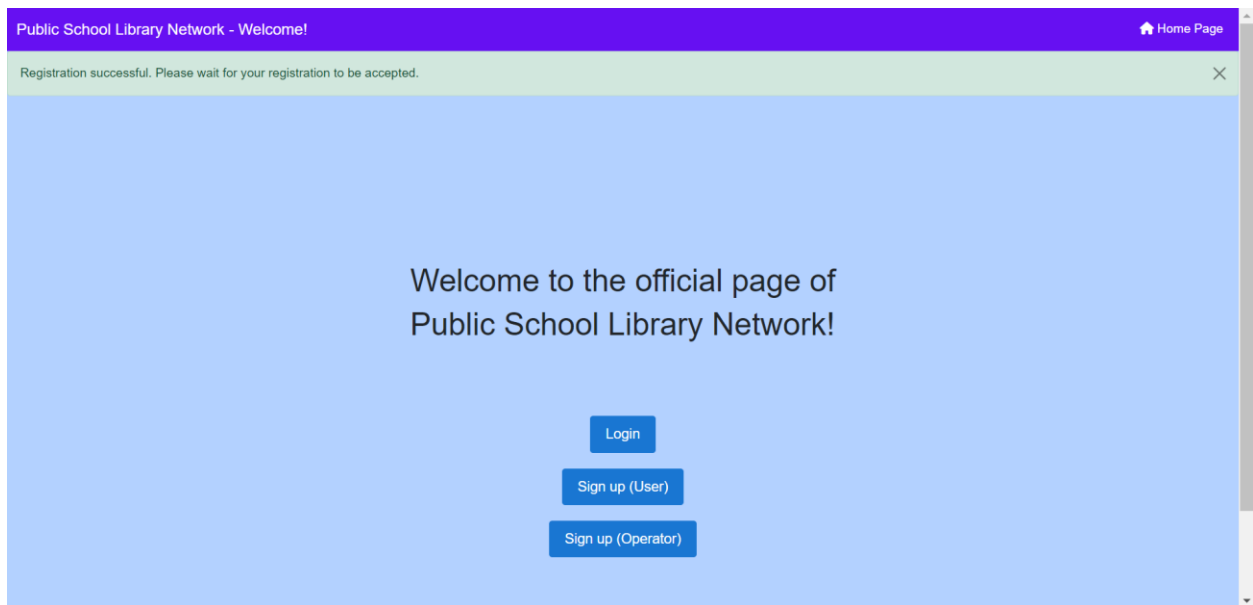 Public School Library Network - Welcome!
Home Page
Registration successful. Please wait for your registration to be accepted.
Welcome to the official page of
Public School Library Network!
Login
Sign up (User)
Sign up (Operator)